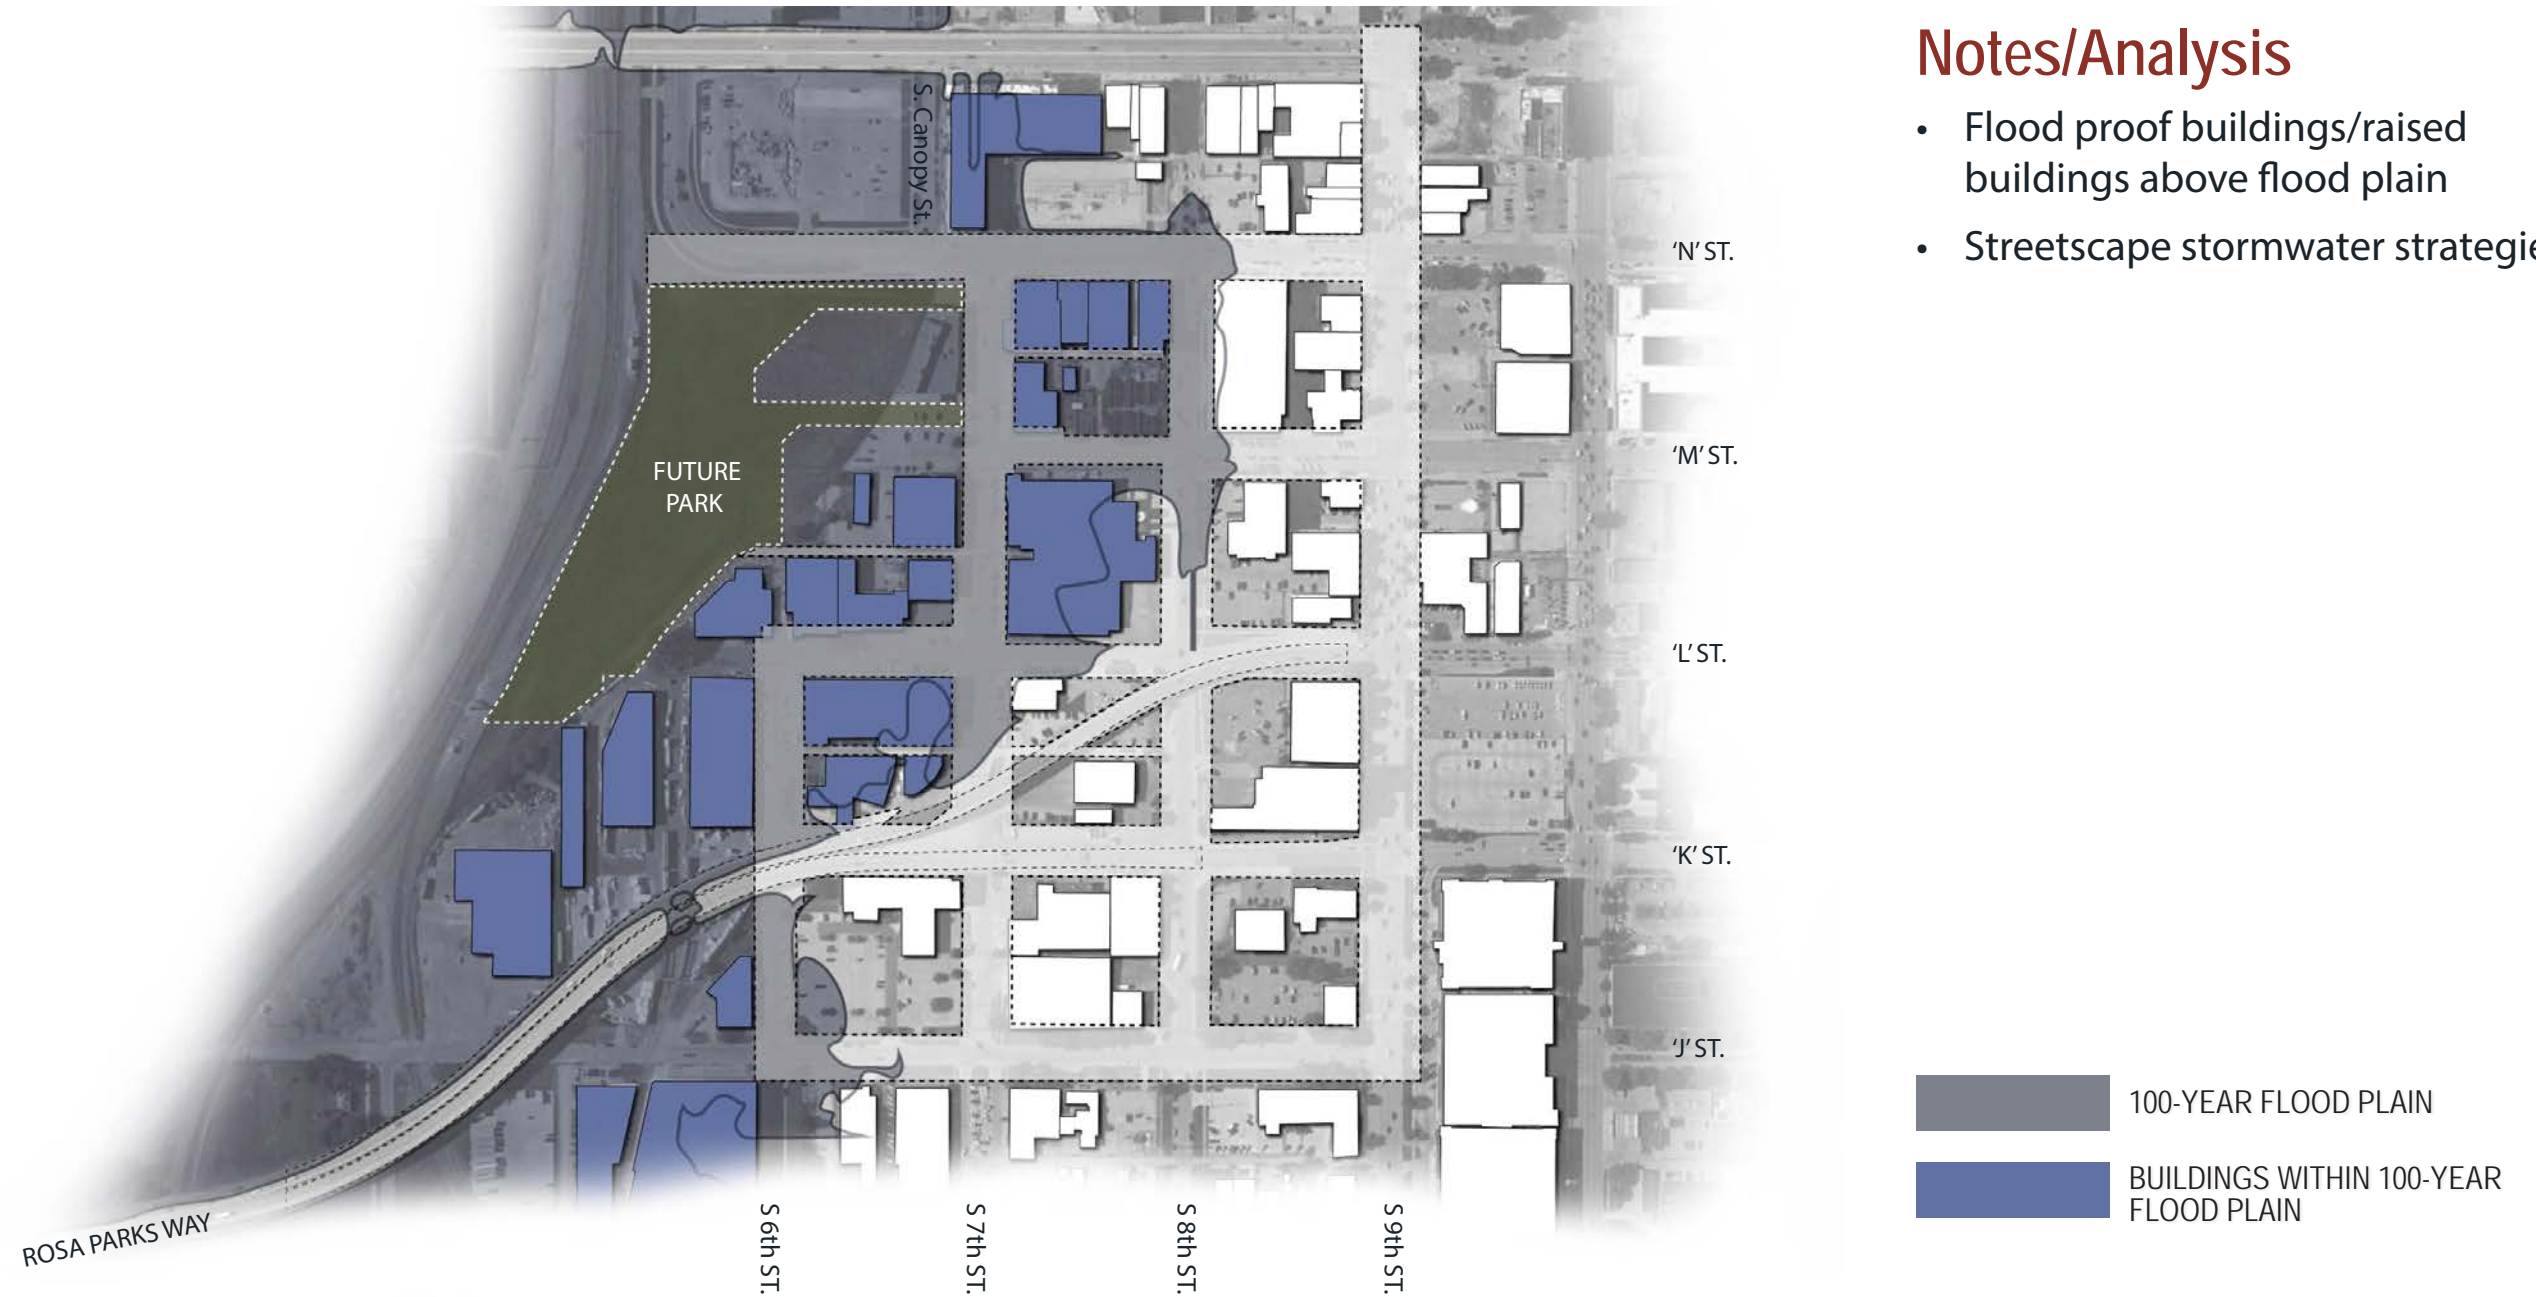 Notes/Analysis
• Flood proof buildings/raised
buildings above flood plain
• Streetscape stormwater strategie
S. Canopy St.
'N' ST.
'M' ST.
FUTURE
PARK
'L' ST.
'K' ST.
'J' ST.
100-YEAR FLOOD PLAIN
BUILDINGS WITHIN 100-YEAR
FLOOD PLAIN
ROSA PARKS WAY
S 6th ST.
S 7th ST.
S 8th ST.
S 9th ST.